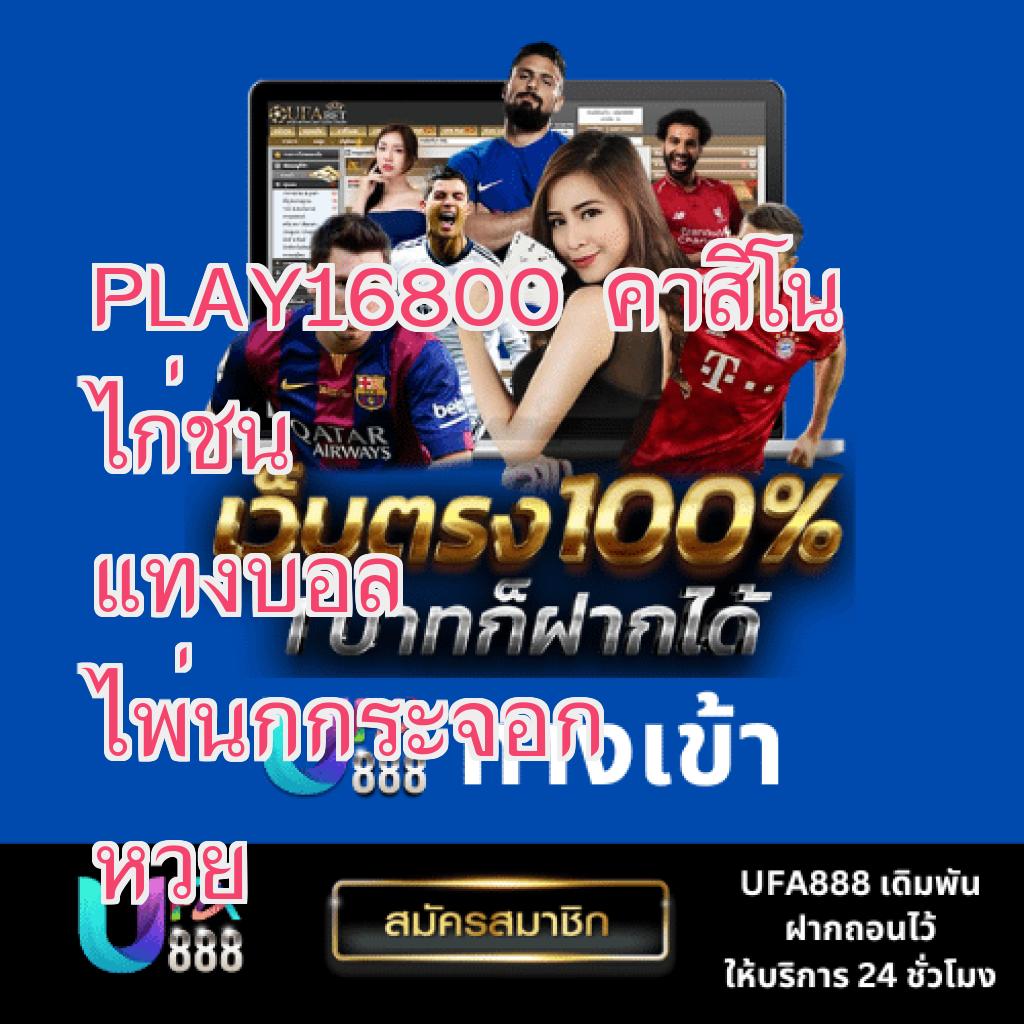 UFABET
PLAY16800 คาสิโน
ไก่ชน
QATAR
AIRWAYS
เว็บตรง100%
แทงบอล
1 บาทก็ฝากได้
ไพ่นกกระจอก
888 ทางเข้า
หวย
888
สมัครสมาชิก
UFA888 เดิมพัน
ฝากถอนไว้
ให้บริการ 24 ชั่วโมง